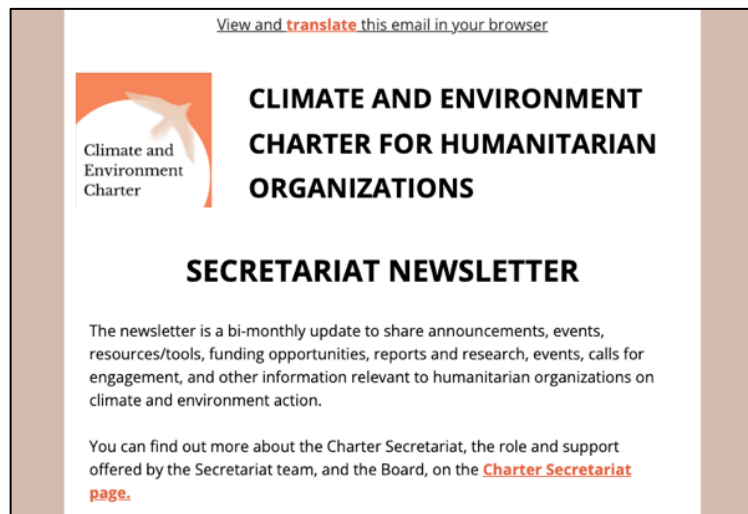 View and translate this email in your browser
Climate and
Environment
Charter
CLIMATE AND ENVIRONMENT
CHARTER FOR HUMANITARIAN
ORGANIZATIONS
SECRETARIAT NEWSLETTER
The newsletter is a bi-monthly update to share announcements, events,
resources/tools, funding opportunities, reports and research, events, calls for
engagement, and other information relevant to humanitarian organizations on
climate and environment action.
You can find out more about the Charter Secretariat, the role and support
offered by the Secretariat team, and the Board, on the Charter Secretariat
page.